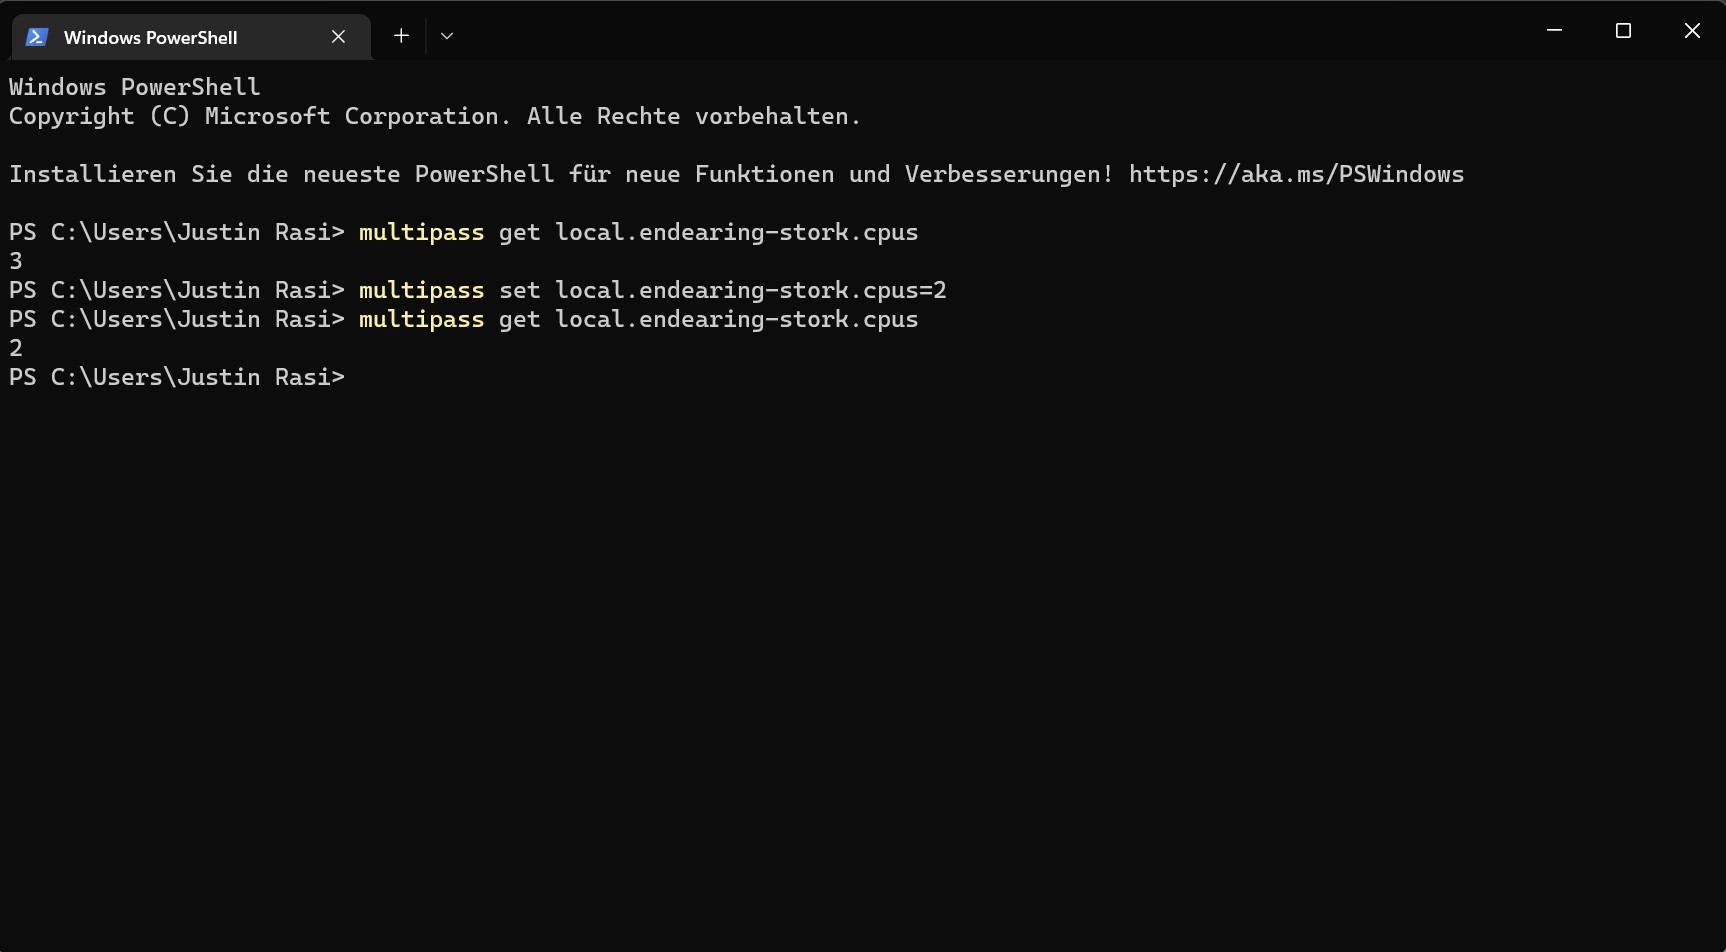 Windows PowerShell
Windows PowerShell
Copyright (C) Microsoft Corporation. Alle Rechte vorbehalten.
Installieren Sie die neueste PowerShell für neue Funktionen und Verbesserungen! https://aka.ms/PSWindows
PS C:\Users\Justin Rasi> multipass get local.endearing-stork.cpus
3
PS C:\Users\Justin Rasi> multipass set local.endearing-stork.cpus=2
PS C:\Users\Justin Rasi> multipass get local.endearing-stork.cpus
2
PS C:\Users\Justin Rasi>